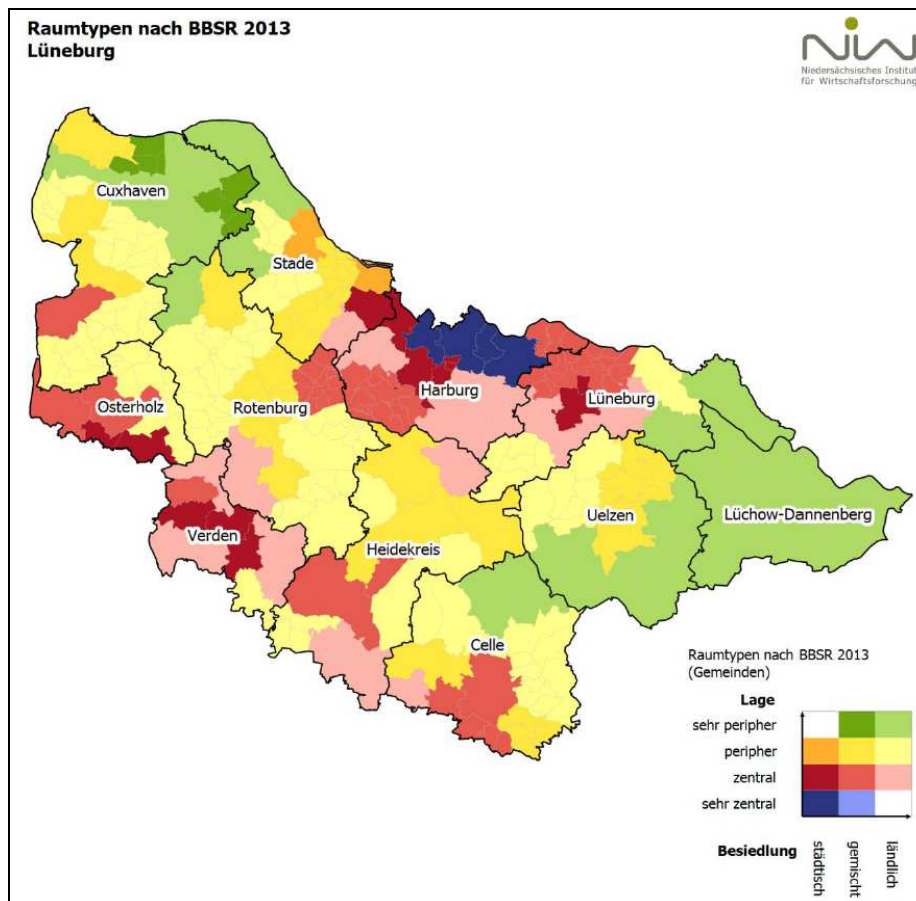 Raumtypen nach BBSR 2013
Lüneburg
NIW
Niedersächsisches Institut
für Wirtschaftsforschung
Cuxhaven
Stade
Harburg
Lüneburg
Osterholz
Rotenburg
Uelzen
Lüchow-Dannenberg
Verden
Heidekreis
Celle
Raumtypen nach BBSR 2013
(Gemeinden)
Lage
sehr peripher
peripher
zentral
sehr zentral
Besiedlung
städtisch
gemischt
ländlich